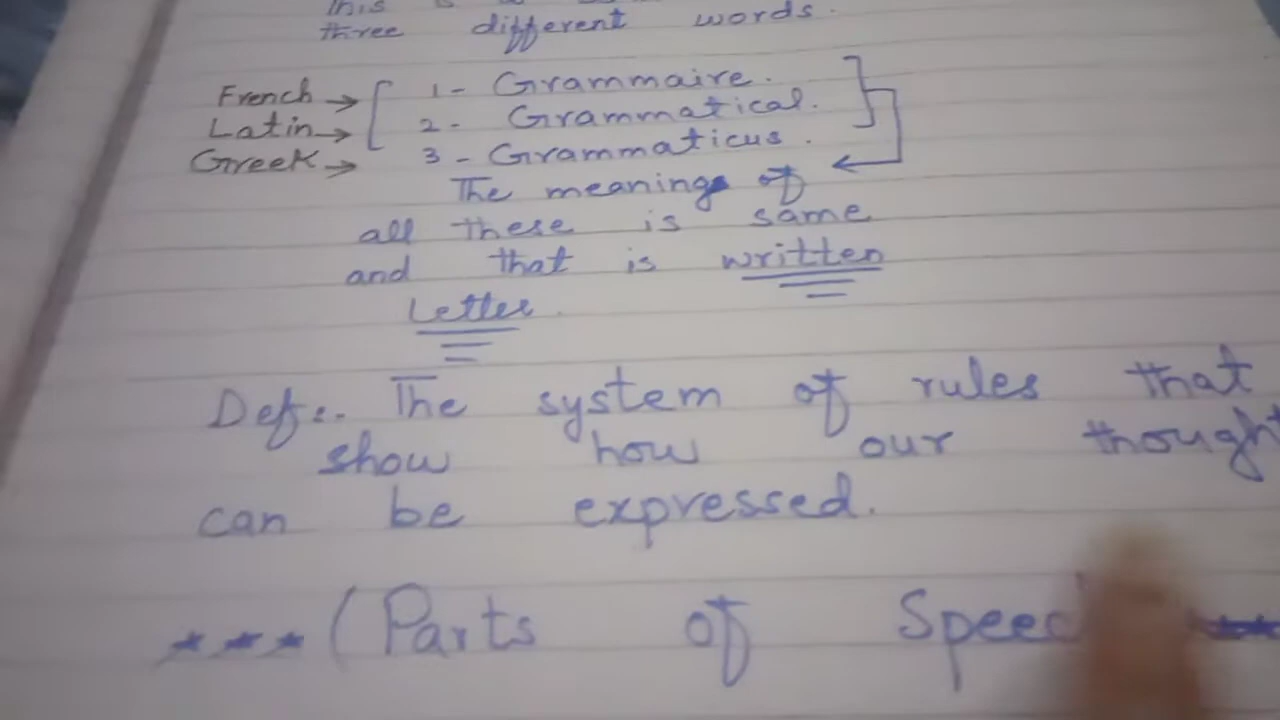 this is
three different words.
French → [ 1- Grammaire.
Latin → 2- Grammatical.
Greek → 3- Grammaticus.
The meaning of
all these is same
and that is written
Letter.
Def:. The system of rules that
show how our thought
can be expressed.
*** (Parts of Speec